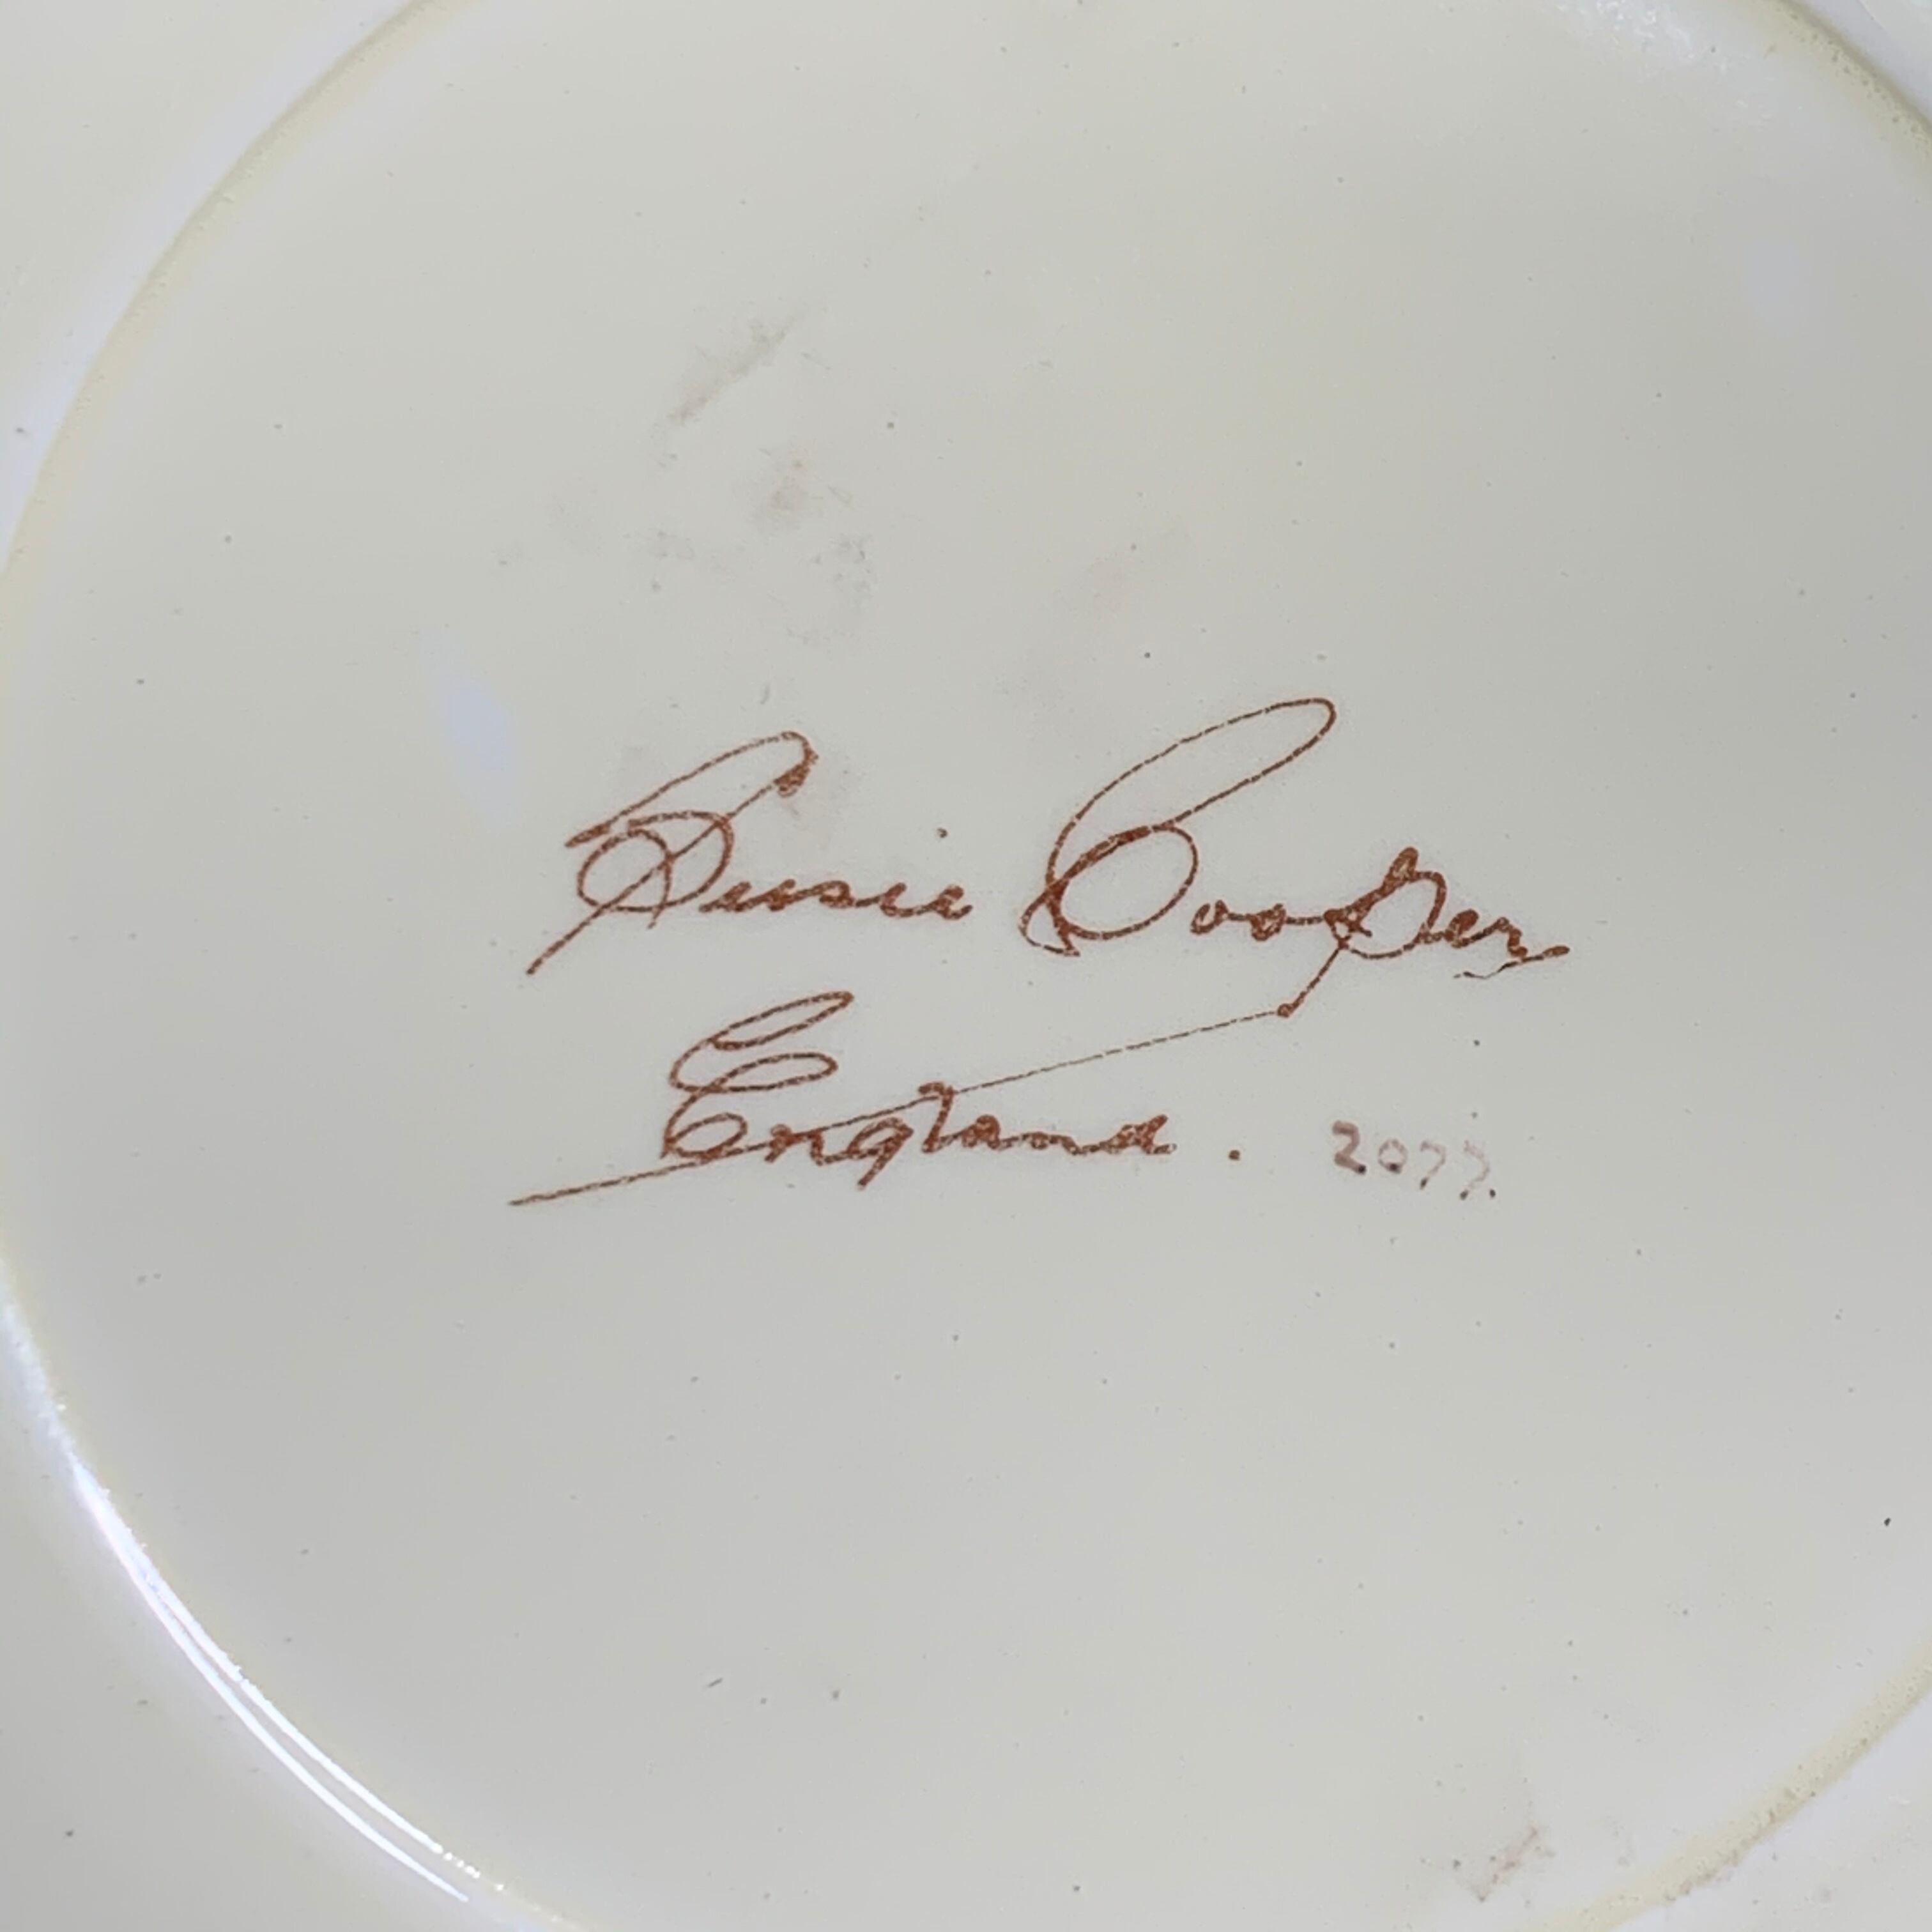 Susie Cooper
England. 2077.